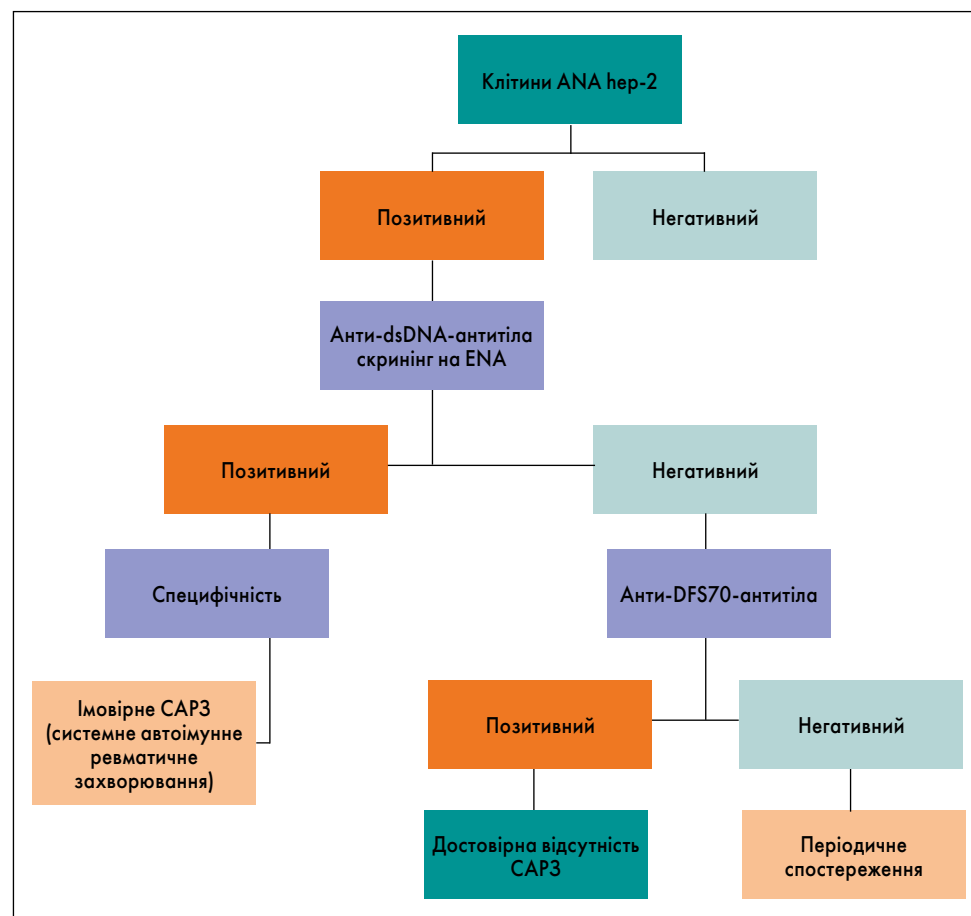 Клітини ANA hep-2
Позитивний
Негативний
Анти-dsDNA-антитіла
скринінг на ENA
Позитивний
Негативний
Специфічність
Анти-DFS70-антитіла
Імовірне САРЗ
(системне автоімунне
ревматичне
захворювання)
Позитивний
Негативний
Достовірна відсутність
САРЗ
Періодичне
спостереження